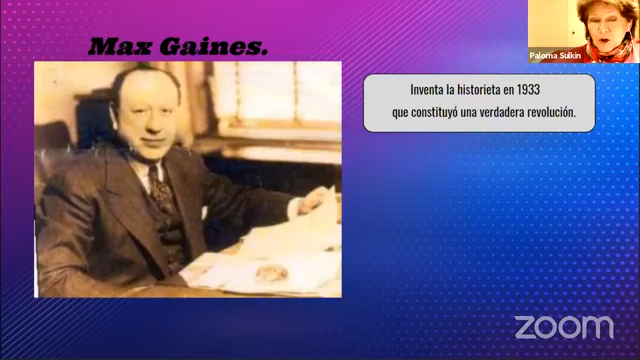 Paloma Sulkin
Max Gaines.
Inventa la historieta en 1933
que constituyó una verdadera revolución.
zoom